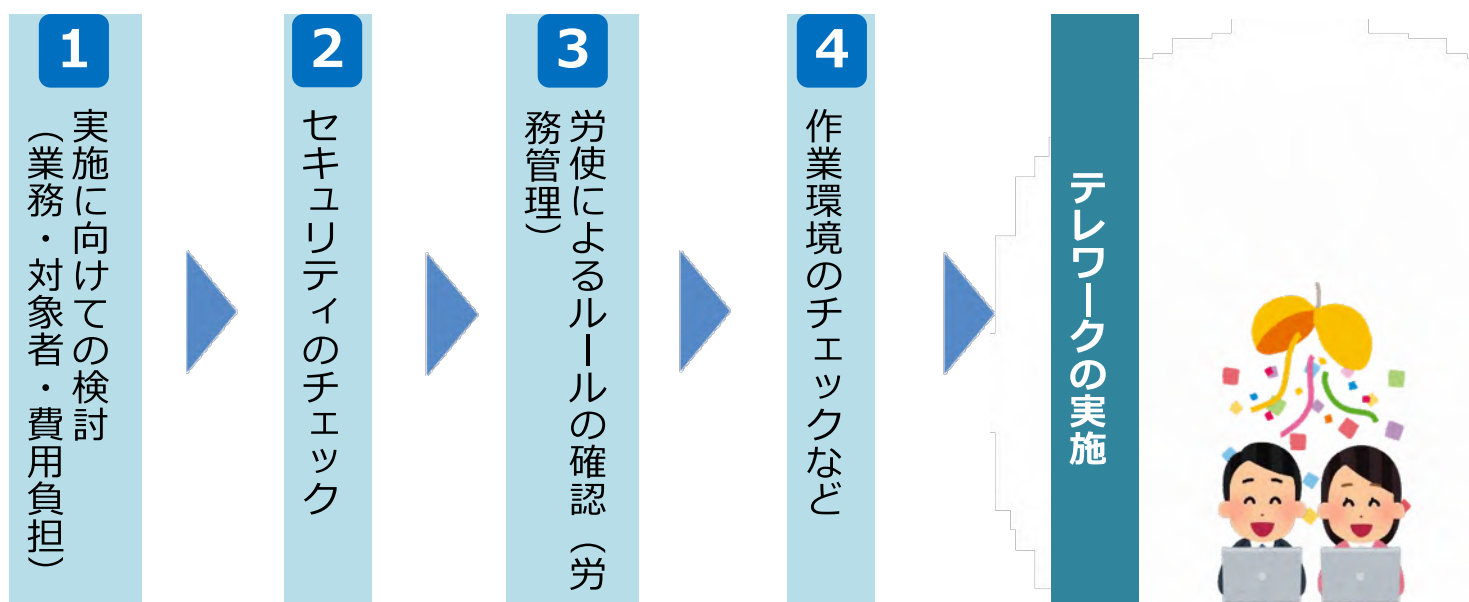 1
実施に向けての検討
（業務・対象者・費用負担）
2
セキュリティのチェック
3
労使によるルールの確認（労
務管理）
4
作業環境のチェックなど
テレワークの実施